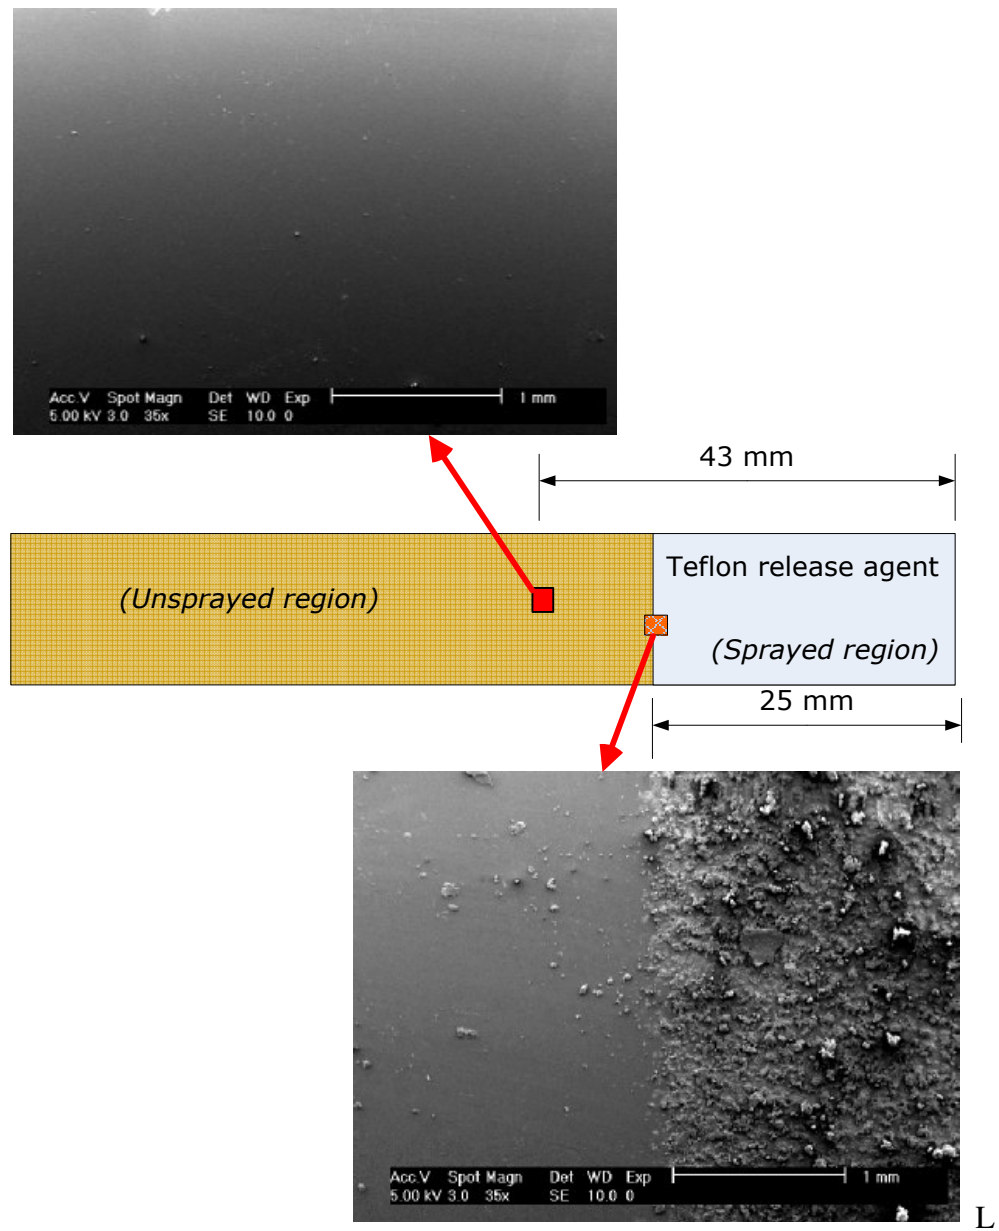 Acc.V Spot Magn Det WD Exp 1 mm
5.00 kV 3.0 35x SE 10.0 0
43 mm
Teflon release agent
(Unsprayed region)
(Sprayed region)
25 mm
Acc.V Spot Magn Det WD Exp 1 mm
5.00 kV 3.0 35x SE 10.0 0
L